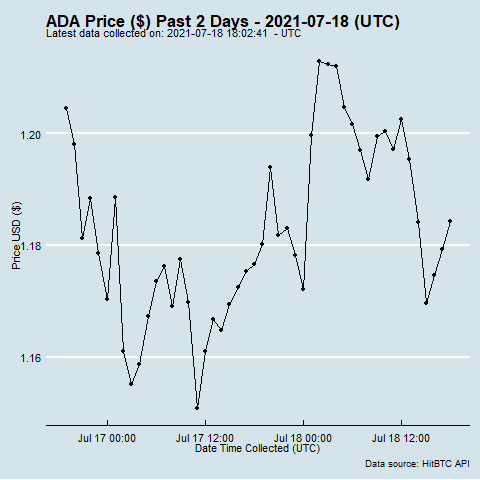 ADA Price ($) Past 2 Days - 2021-07-18 (UTC)
Latest data collected on: 2021-07-18 18:02:41  - UTC
Price USD ($)
1.20
1.18
1.16
Jul 17 00:00 Jul 17 12:00 Jul 18 00:00 Jul 18 12:00
Date Time Collected (UTC)
Data source: HitBTC API